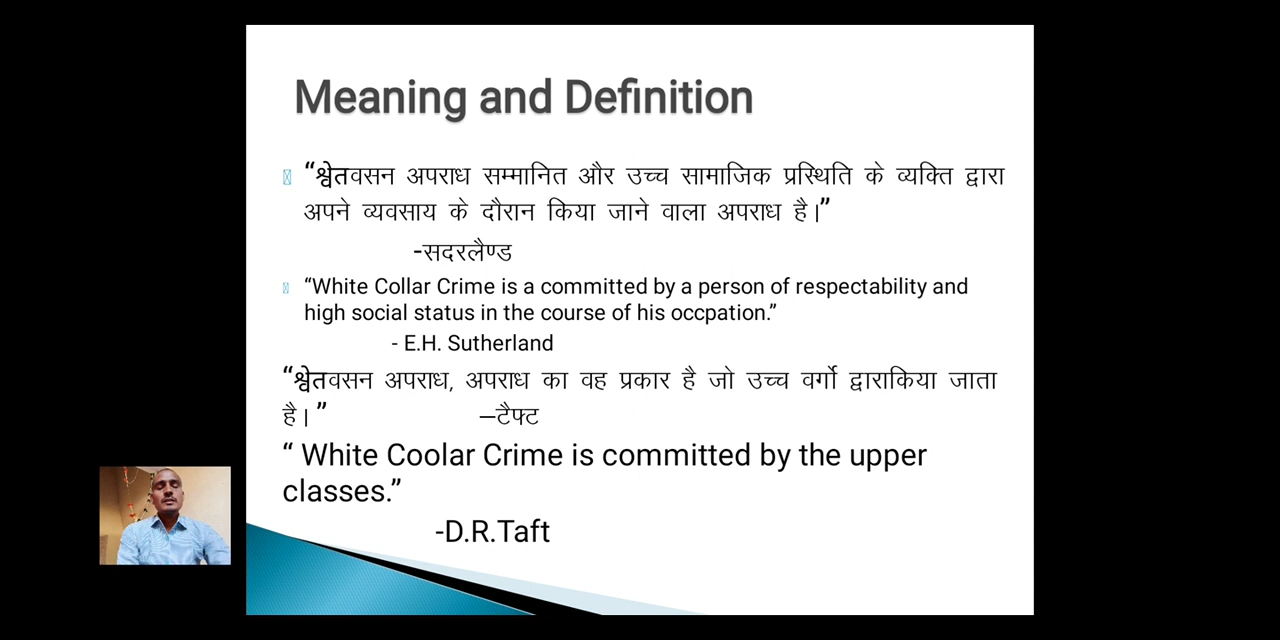 Meaning and Definition
“श्वेतवसन अपराध सम्मानित और उच्च सामाजिक प्रस्थिति के व्यक्ति द्वारा
अपने व्यवसाय के दौरान किया जाने वाला अपराध है।”
-सदरलैण्ड
“White Collar Crime is a committed by a person of respectability and
high social status in the course of his occpation.”
- E.H. Sutherland
“श्वेतवसन अपराध, अपराध का वह प्रकार है जो उच्च वर्गो द्वाराकिया जाता
है। ”  –टैफ्ट
“ White Coolar Crime is committed by the upper
classes.”
-D.R.Taft